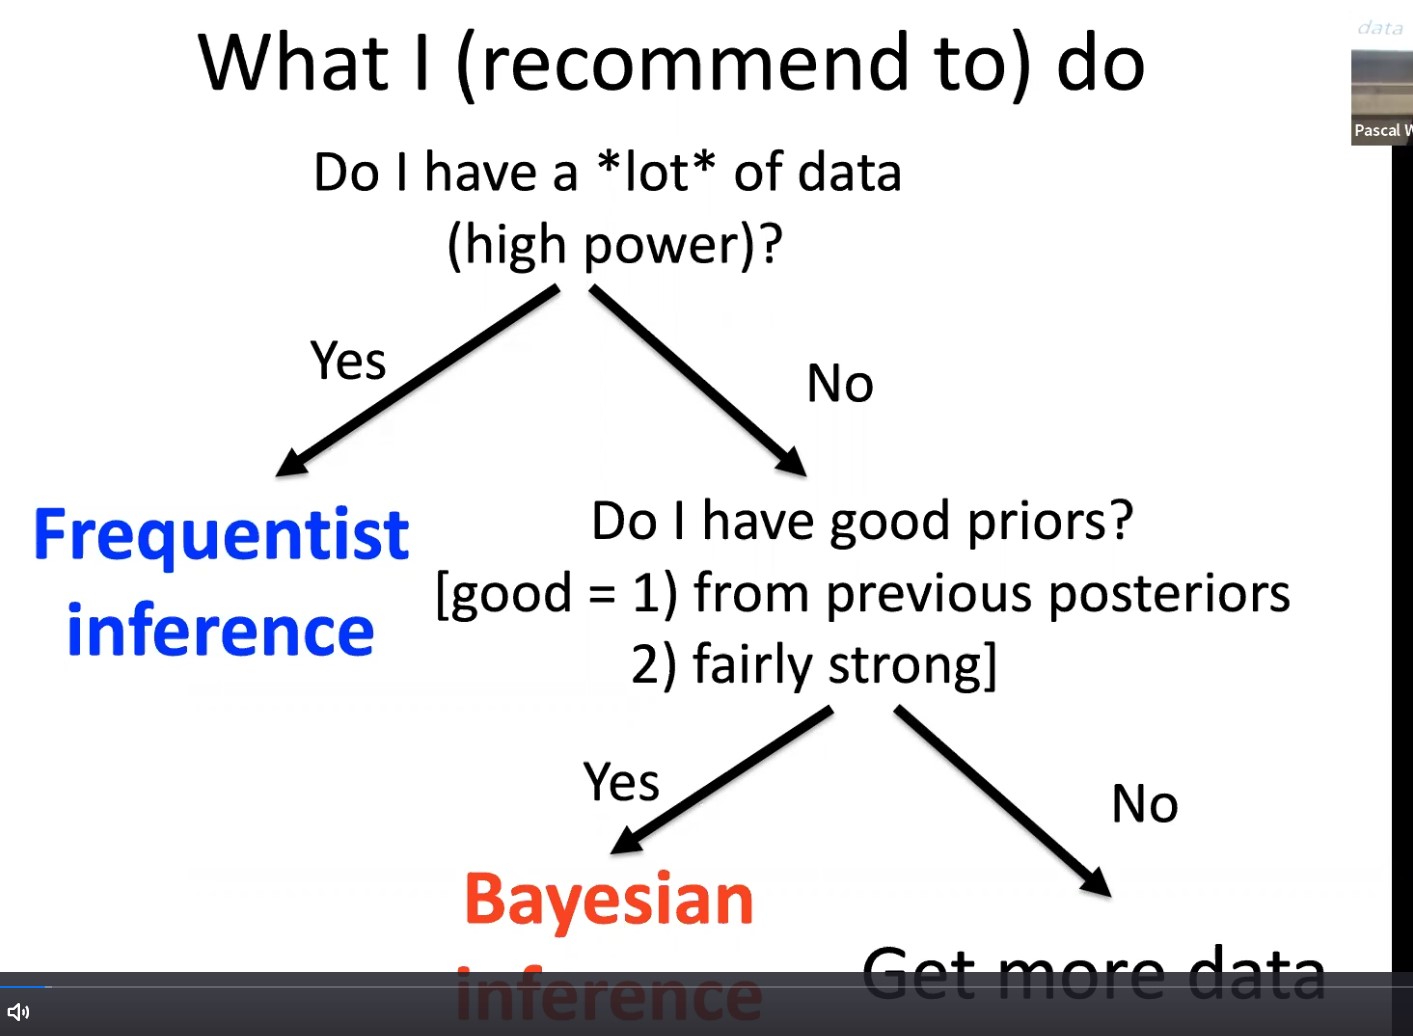 What I (recommend to) do
data
Pascal
Do I have a *lot* of data
(high power)?
Yes
No
Frequentist
inference
Do I have good priors?
[good = 1) from previous posteriors
2) fairly strong]
Yes
No
Bayesian
inference
Get more data